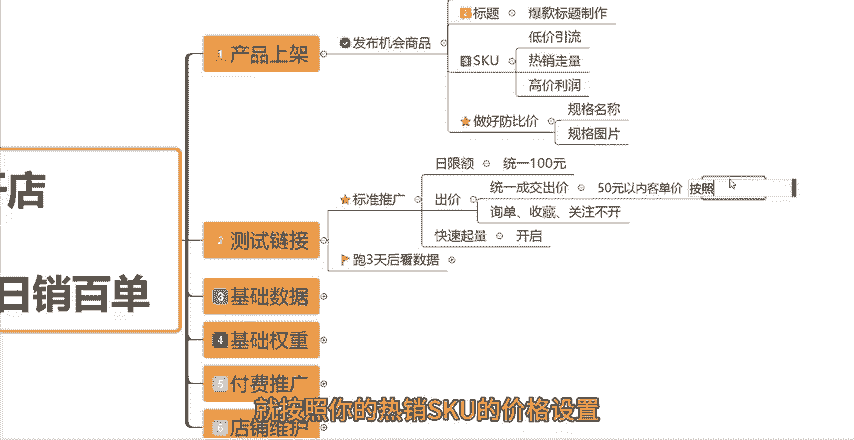 标题 爆款标题制作
低价引流
1 产品上架 发布机会商品 SKU 热销走量
高价利润
做好防比价 规格名称
规格图片
开店
日销百单
日限额 统一100元
标准推广 出价 统一成交出价 50元以内客单价 按照
询单、收藏、关注不开
2 测试链接 快速起量 开启
跑3天后看数据
3 基础数据
4 基础权重
5 付费推广
6 店铺维护
就按照你的热销SKU的价格设置